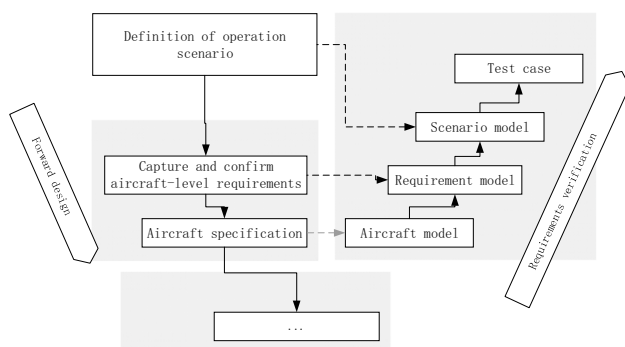 Definition of operation
scenario
Test case
Scenario model
Capture and confirm
aircraft-level requirements
Requirement model
Aircraft specification
Aircraft model
...
Forward design
Requirements verification